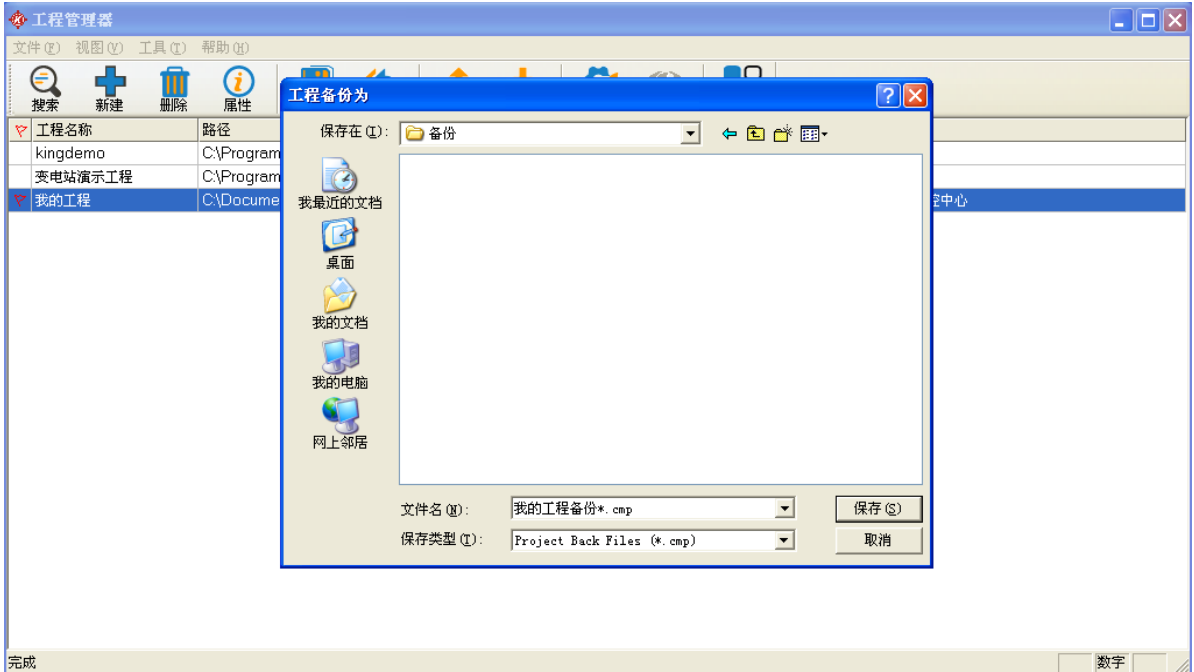 工程管理器
文件(F) 视图(V) 工具(T) 帮助(H)
搜索 新建 删除 属性
工程名称 路径
kingdemo C:\Program
变电站演示工程 C:\Program
我的工程 C:\Docume 控中心
工程备份为
保存在(I): 备份
我最近的文档
桌面
我的文档
我的电脑
网上邻居
文件名(N): 我的工程备份*.cmp 保存(S)
保存类型(T): Project Back Files (*.cmp) 取消
完成 数字